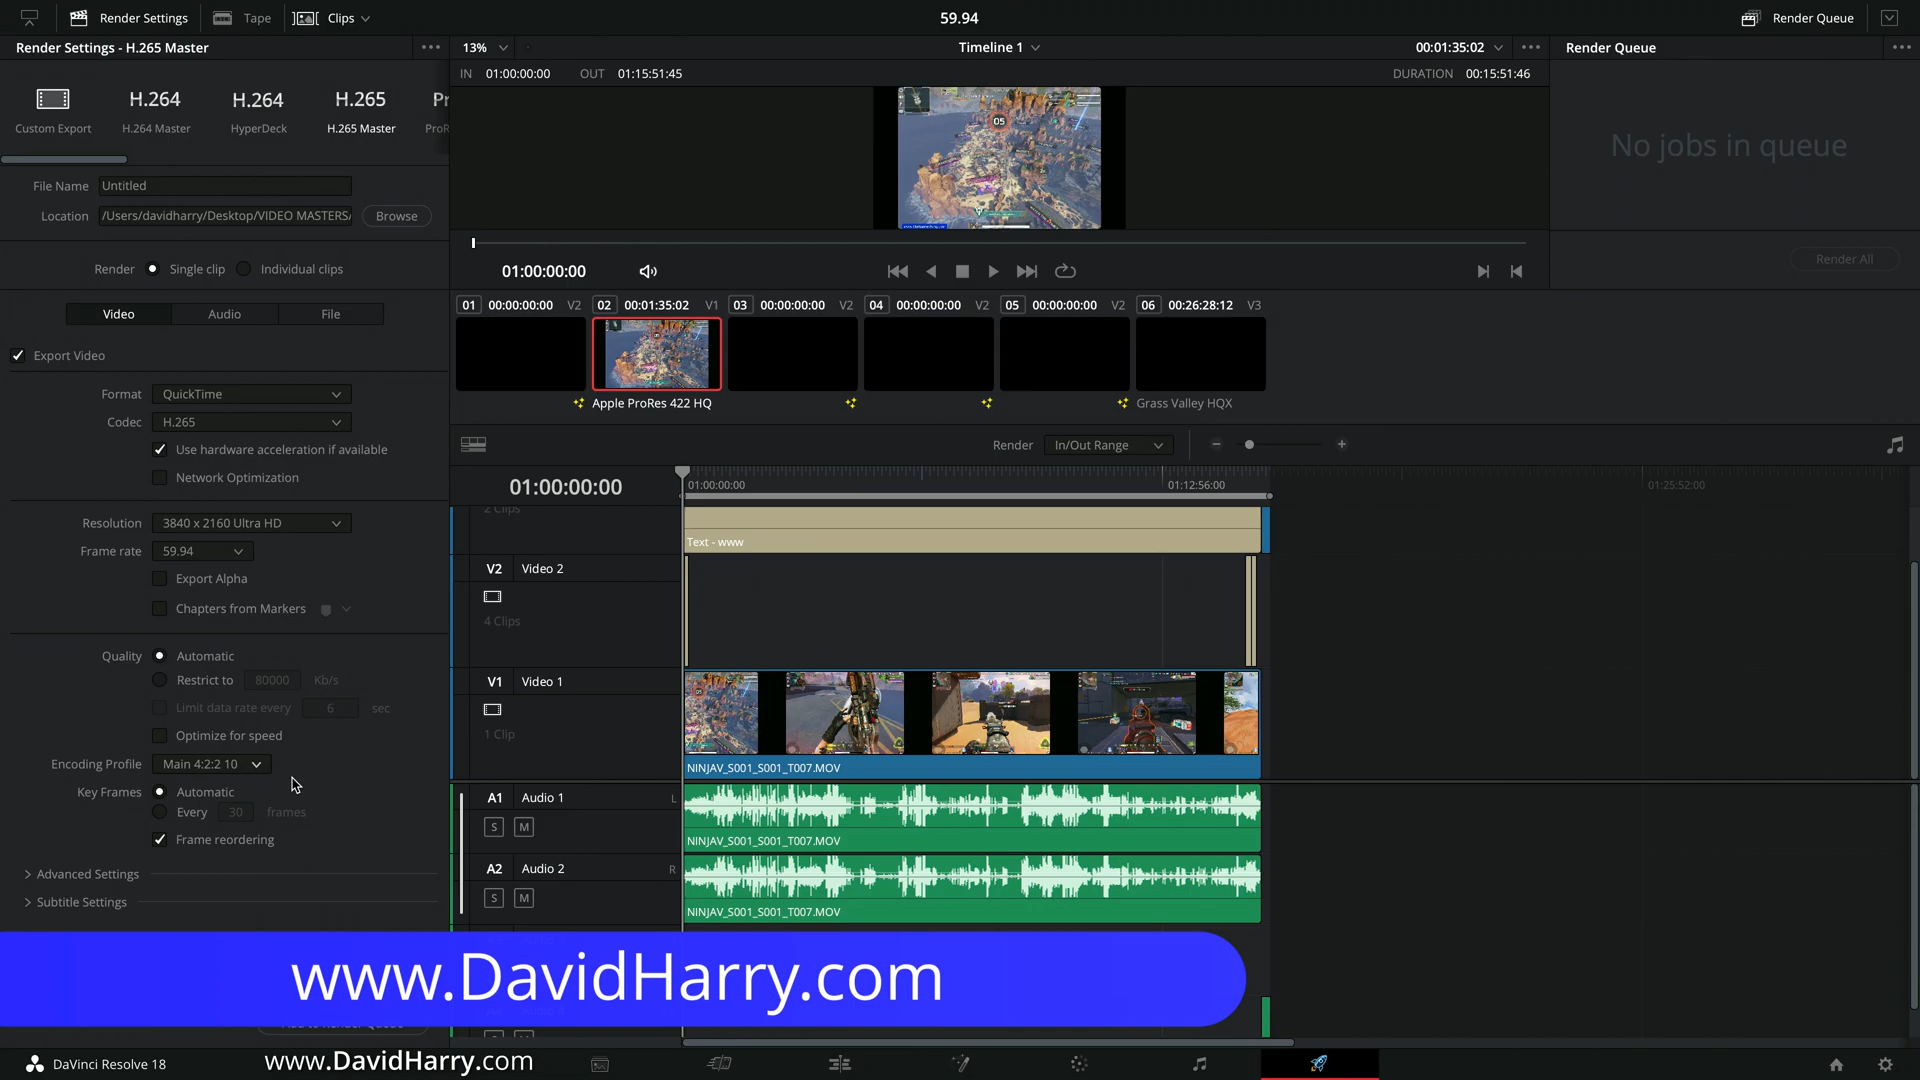 Render Settings
Tape
Clips
59.94
Render Queue
Render Settings - H.265 Master
13%
Timeline 1
00:01:35:02
Render Queue
IN 01:00:00:00 OUT 01:15:51:45
DURATION 00:15:51:46
H.264 H.264 H.265 Pr
Custom Export H.264 Master HyperDeck H.265 Master ProR
No jobs in queue
File Name Untitled
Location /Users/davidharry/Desktop/VIDEO MASTERS/ Browse
Render Single clip Individual clips
01:00:00:00
Render All
01 00:00:00:00 V2 02 00:01:35:02 V1 03 00:00:00:00 V2 04 00:00:00:00 V2 05 00:00:00:00 V2 06 00:26:28:12 V3
Video Audio File
Export Video
Format QuickTime
Apple ProRes 422 HQ
Grass Valley HQX
Codec H.265
Use hardware acceleration if available
Render In/Out Range
Network Optimization
01:00:00:00
01:00:00:00
01:12:56:00
01:25:52:00
2 Clips
Resolution 3840 x 2160 Ultra HD
Frame rate 59.94
Text - www
V2 Video 2
Export Alpha
Chapters from Markers
4 Clips
Quality Automatic
Restrict to 80000 Kb/s
V1 Video 1
Limit data rate every 6 sec
Optimize for speed
1 Clip
Encoding Profile Main 4:2:2 10
NINJAV_S001_S001_T007.MOV
Key Frames Automatic
Every 30 frames
A1 Audio 1 L
S M
Frame reordering
NINJAV_S001_S001_T007.MOV
Advanced Settings
A2 Audio 2 R
Subtitle Settings
S M
NINJAV_S001_S001_T007.MOV
www.DavidHarry.com
DaVinci Resolve 18
www.DavidHarry.com